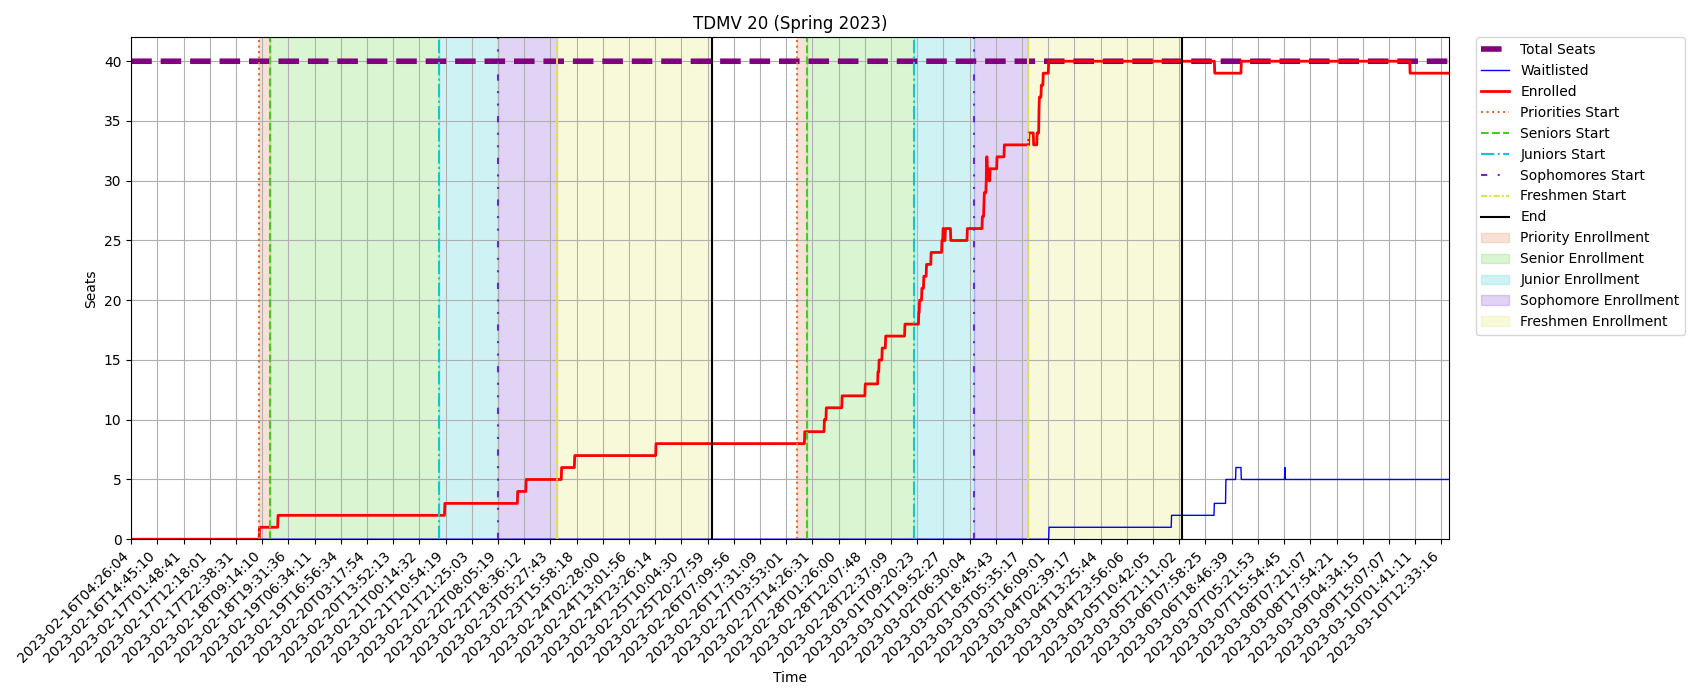 TDMV 20 (Spring 2023)
Seats
40
35
30
25
20
15
10
5
0
2023-02-16T04:26:04
2023-02-16T14:45:10
2023-02-17T01:48:41
2023-02-17T12:18:01
2023-02-17T22:38:31
2023-02-18T09:14:10
2023-02-18T19:31:36
2023-02-19T06:34:11
2023-02-19T16:56:34
2023-02-20T03:17:54
2023-02-20T13:52:13
2023-02-21T00:14:32
2023-02-21T10:54:19
2023-02-21T21:25:03
2023-02-22T08:05:19
2023-02-22T18:36:12
2023-02-23T05:27:43
2023-02-23T15:58:18
2023-02-24T02:28:00
2023-02-24T13:01:56
2023-02-24T23:26:14
2023-02-25T10:04:30
2023-02-25T20:27:59
2023-02-26T07:09:56
2023-02-26T17:31:09
2023-02-27T03:53:01
2023-02-27T14:26:31
2023-02-28T01:26:00
2023-02-28T12:07:48
2023-02-28T22:37:09
2023-03-01T09:20:23
2023-03-01T19:52:27
2023-03-02T06:30:04
2023-03-02T18:45:43
2023-03-03T05:35:17
2023-03-03T16:09:01
2023-03-04T02:39:17
2023-03-04T13:25:44
2023-03-04T23:56:06
2023-03-05T10:42:05
2023-03-05T21:11:02
2023-03-06T07:58:25
2023-03-06T18:46:39
2023-03-07T05:21:53
2023-03-07T15:54:45
2023-03-08T07:21:07
2023-03-08T17:54:21
2023-03-09T04:34:15
2023-03-09T15:07:07
2023-03-10T01:41:11
2023-03-10T12:33:16
Time
Total Seats
Waitlisted
Enrolled
Priorities Start
Seniors Start
Juniors Start
Sophomores Start
Freshmen Start
End
Priority Enrollment
Senior Enrollment
Junior Enrollment
Sophomore Enrollment
Freshmen Enrollment